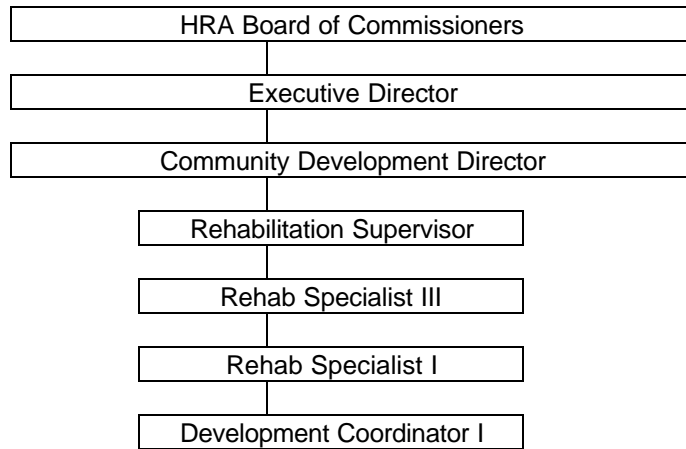 HRA Board of Commissioners
Executive Director
Community Development Director
Rehabilitation Supervisor
Rehab Specialist III
Rehab Specialist I
Development Coordinator I